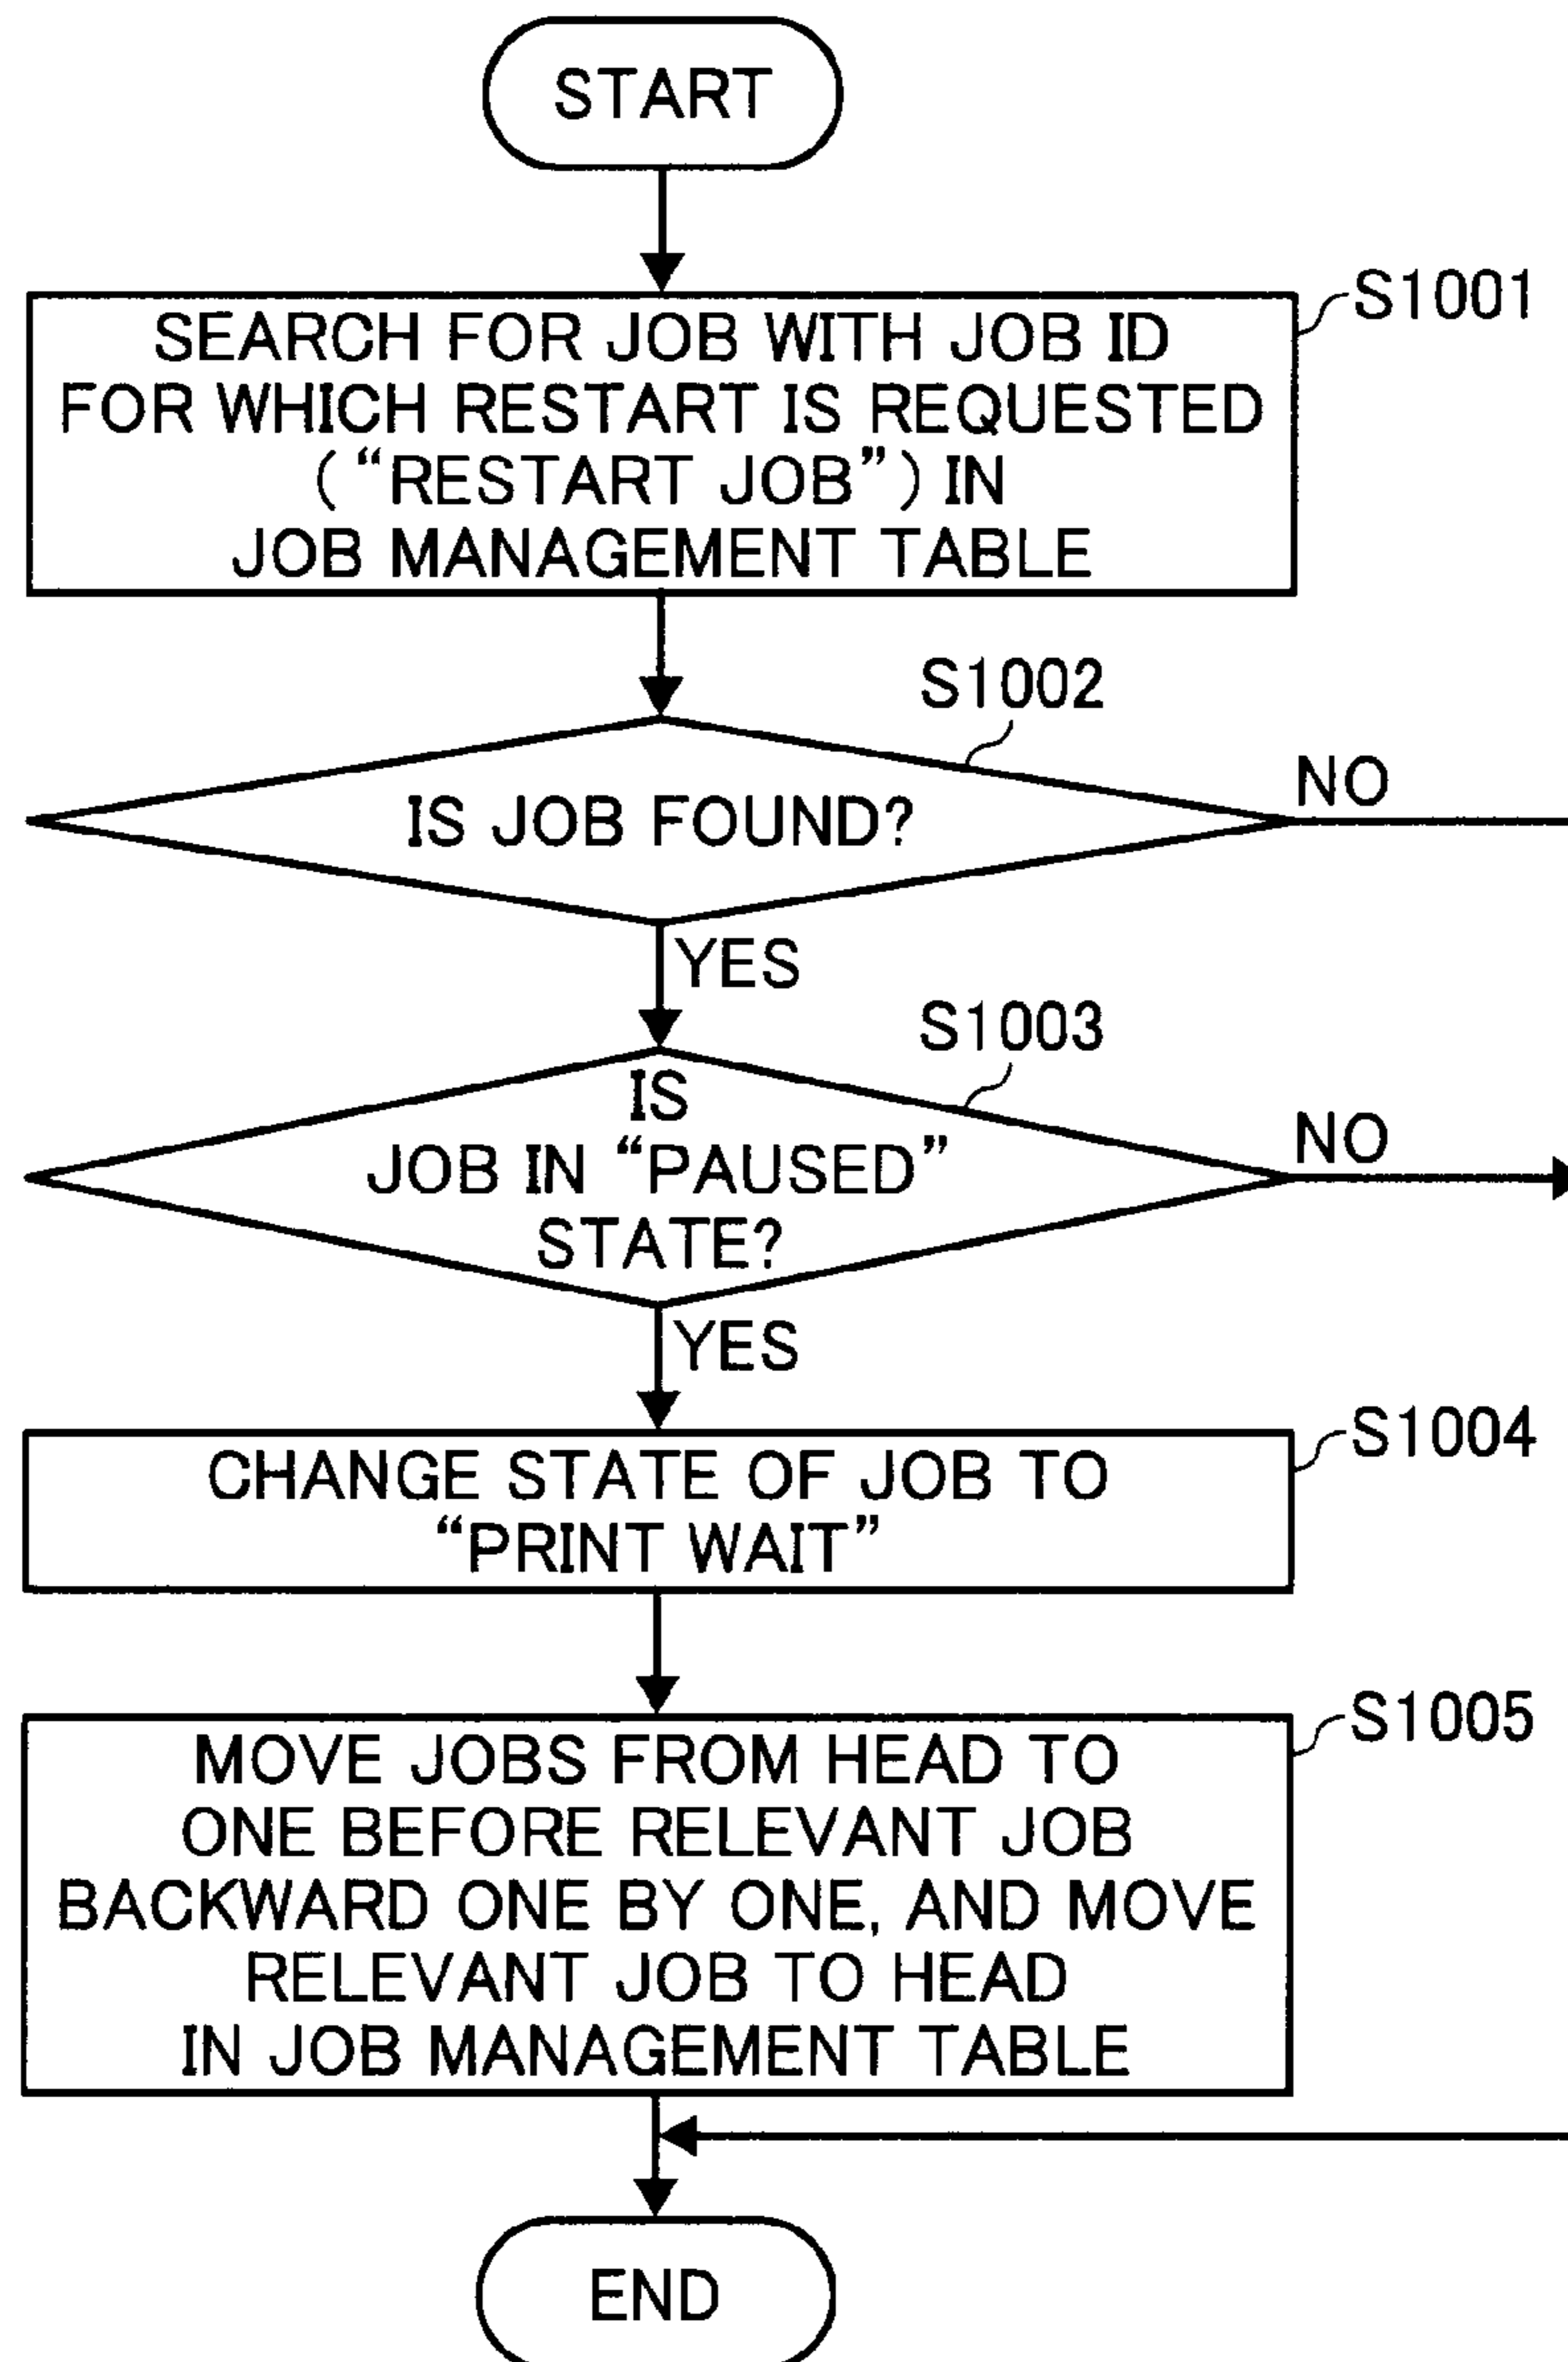 START
S1001
SEARCH FOR JOB WITH JOB ID
FOR WHICH RESTART IS REQUESTED
(“RESTART JOB”) IN
JOB MANAGEMENT TABLE
S1002
IS JOB FOUND?
NO
YES
S1003
IS
JOB IN “PAUSED”
STATE?
NO
YES
S1004
CHANGE STATE OF JOB TO
“PRINT WAIT”
S1005
MOVE JOBS FROM HEAD TO
ONE BEFORE RELEVANT JOB
BACKWARD ONE BY ONE, AND MOVE
RELEVANT JOB TO HEAD
IN JOB MANAGEMENT TABLE
END